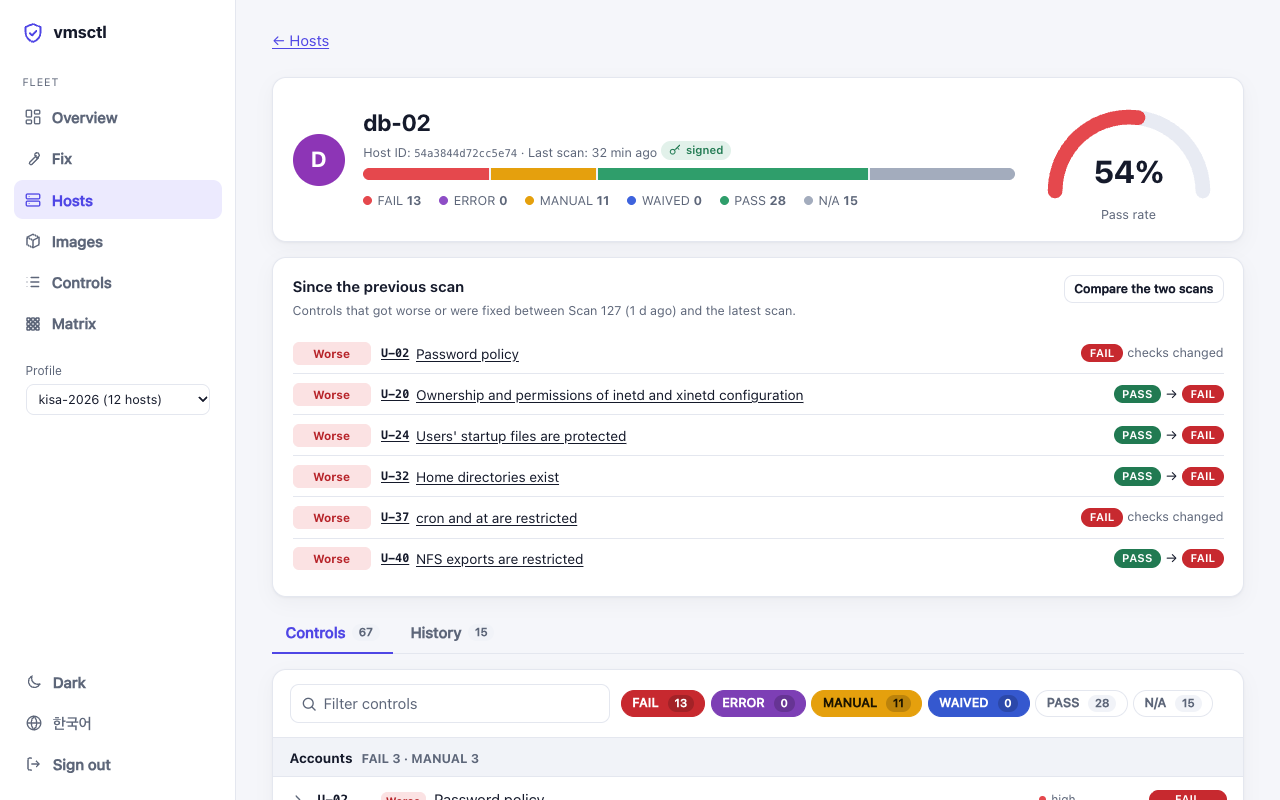 vmsctl
FLEET
Overview
Fix
Hosts
Images
Controls
Matrix
Profile
kisa-2026 (12 hosts)
Dark
한국어
Sign out
← Hosts
D
db-02
Host ID: 54a3844d72cc5e74 · Last scan: 32 min ago signed
FAIL 13 ERROR 0 MANUAL 11 WAIVED 0 PASS 28 N/A 15
54%
Pass rate
Since the previous scan
Compare the two scans
Controls that got worse or were fixed between Scan 127 (1 d ago) and the latest scan.
Worse U-02 Password policy FAIL checks changed
Worse U-20 Ownership and permissions of inetd and xinetd configuration PASS → FAIL
Worse U-24 Users' startup files are protected PASS → FAIL
Worse U-32 Home directories exist PASS → FAIL
Worse U-37 cron and at are restricted FAIL checks changed
Worse U-40 NFS exports are restricted PASS → FAIL
Controls 67 History 15
Filter controls FAIL 13 ERROR 0 MANUAL 11 WAIVED 0 PASS 28 N/A 15
Accounts FAIL 3 · MANUAL 3
U-02 Worse Password policy high FAIL